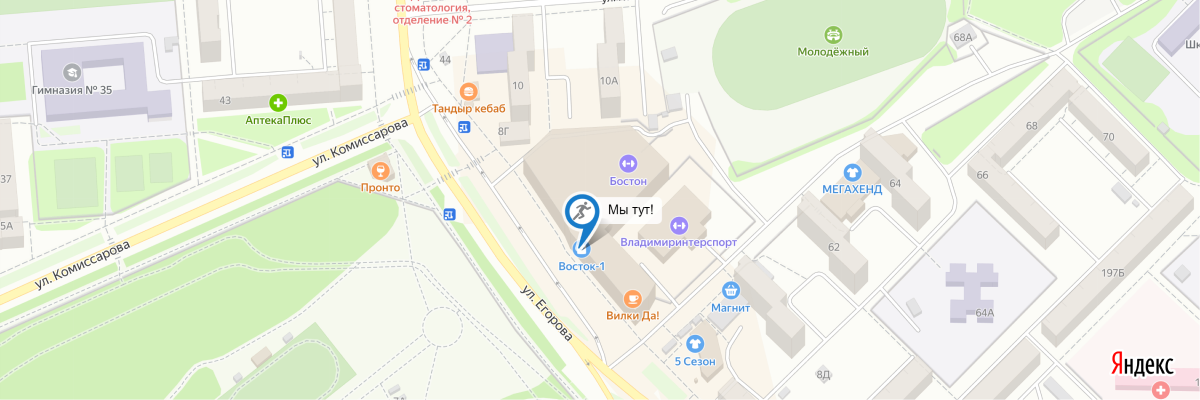 стоматология,
отделение № 2
68А
Молодёжный
44
Гимназия № 35
10
10А
43
Тандыр кебаб
АптекаПлюс
8Г
ул. Комиссарова
68
70
37
Пронто
Бостон
МЕГАХЕНД
64
66
Мы тут!
5А
Владимиринтерспорт
62
ул. Комиссарова
Восток-1
197Б
ул. Егорова
Вилки Да!
Магнит
64А
5 Сезон
8Д
Яндекс